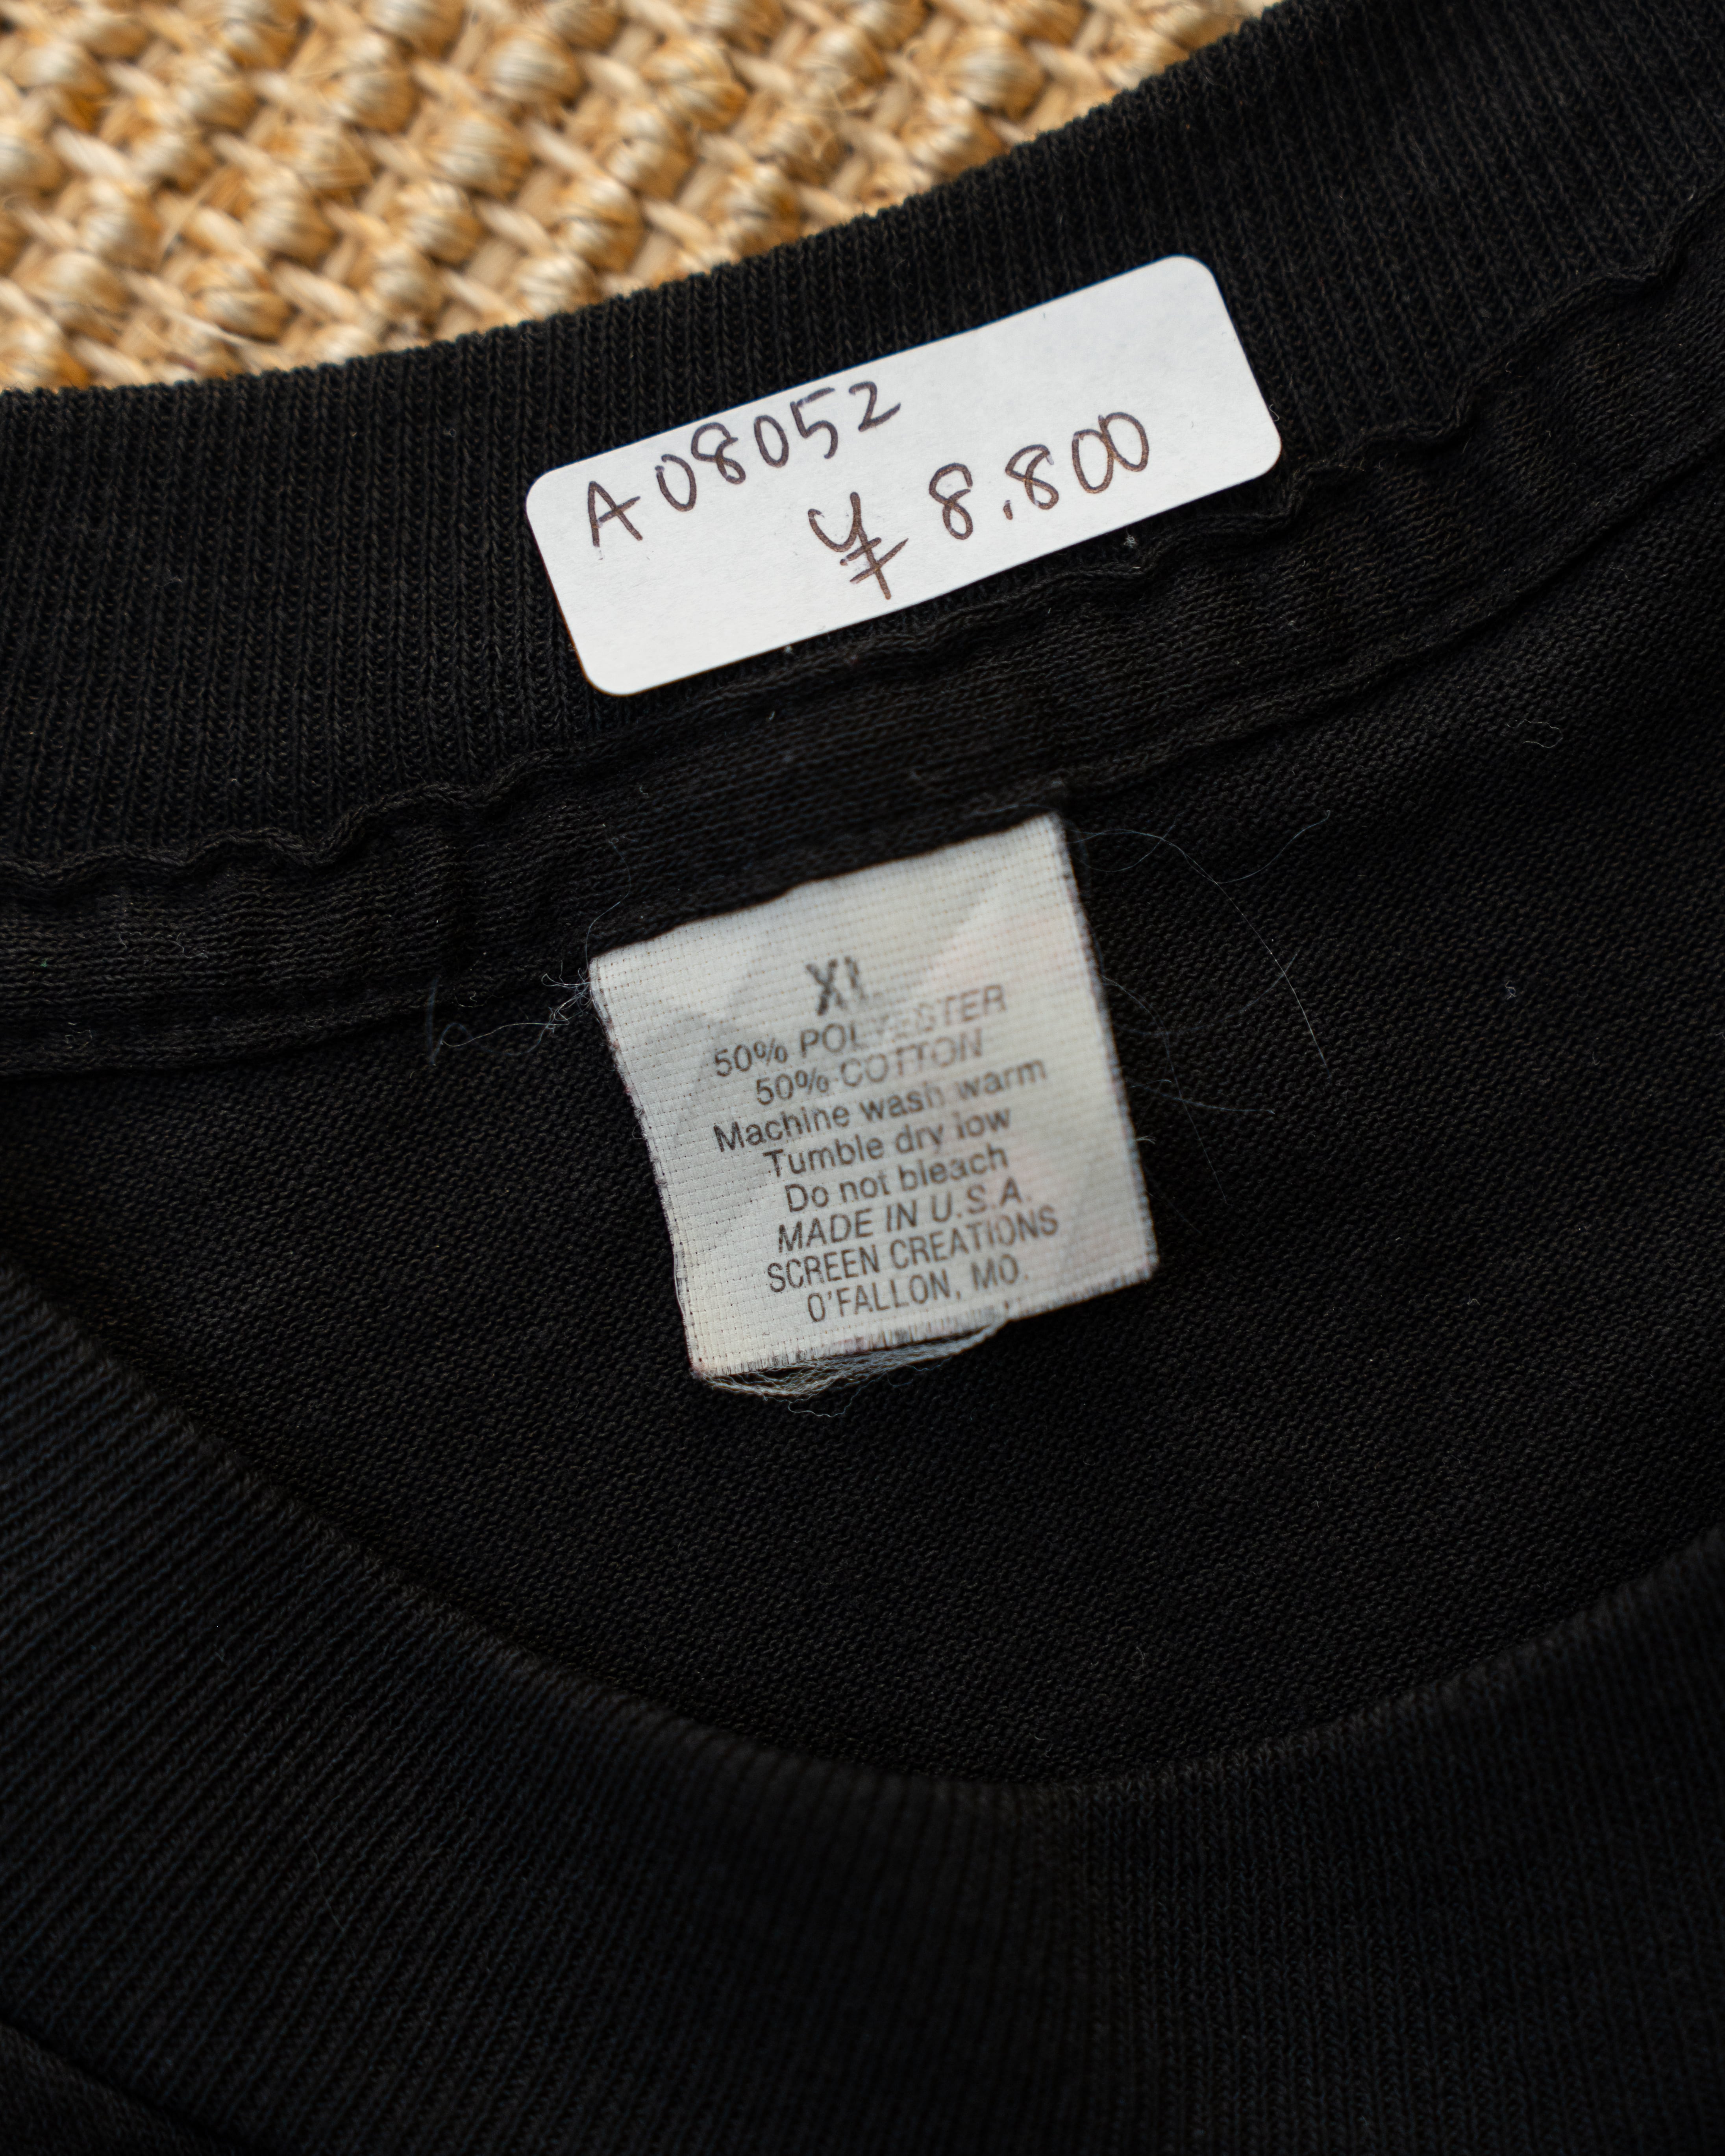 A08052
¥ 8.800
XL
50% POLYESTER
50% COTTON
Machine wash warm
Tumble dry low
Do not bleach
MADE IN U.S.A.
SCREEN CREATIONS
O'FALLON, MO.